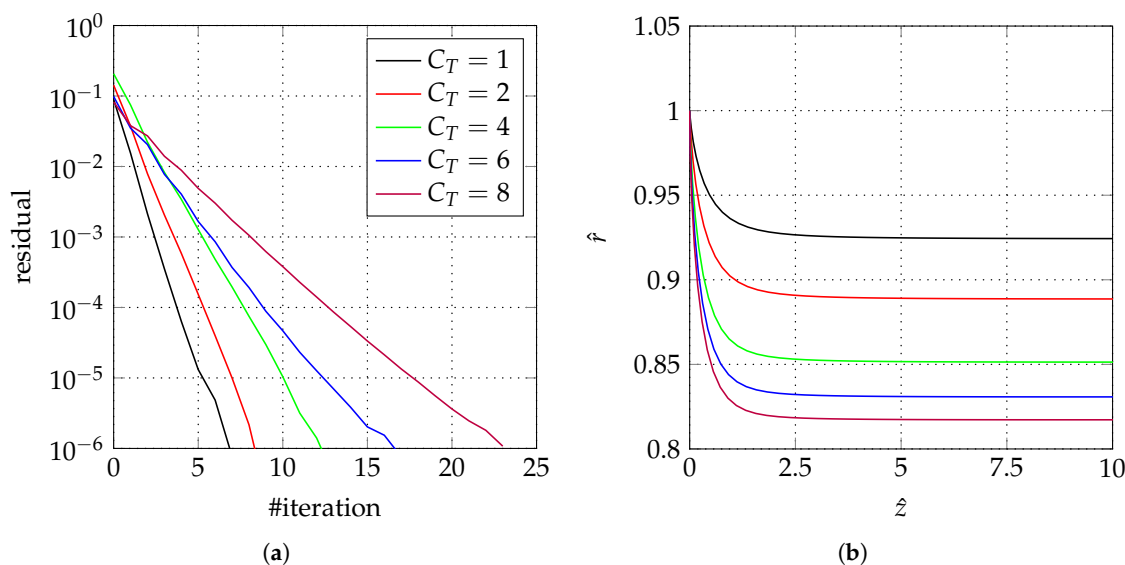 10^0
10^−1
10^−2
10^−3
10^−4
10^−5
10^−6
residual
0 5 10 15 20 25
#iteration
C_T = 1
C_T = 2
C_T = 4
C_T = 6
C_T = 8
(a)
1.05
1
0.95
0.9
0.85
0.8
r̂
0 2.5 5 7.5 10
ẑ
(b)